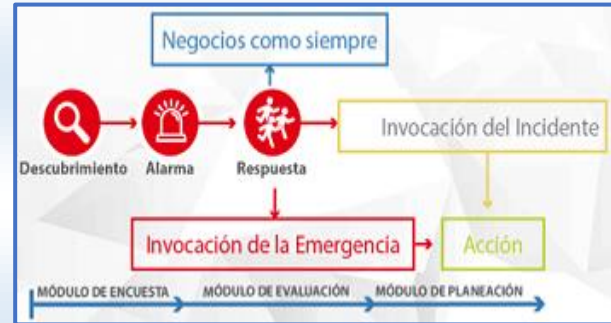 Negocios como siempre
Descubrimiento
Alarma
Respuesta
Invocación del Incidente
Invocación de la Emergencia
Acción
MÓDULO DE ENCUESTA
MÓDULO DE EVALUACIÓN
MÓDULO DE PLANEACIÓN